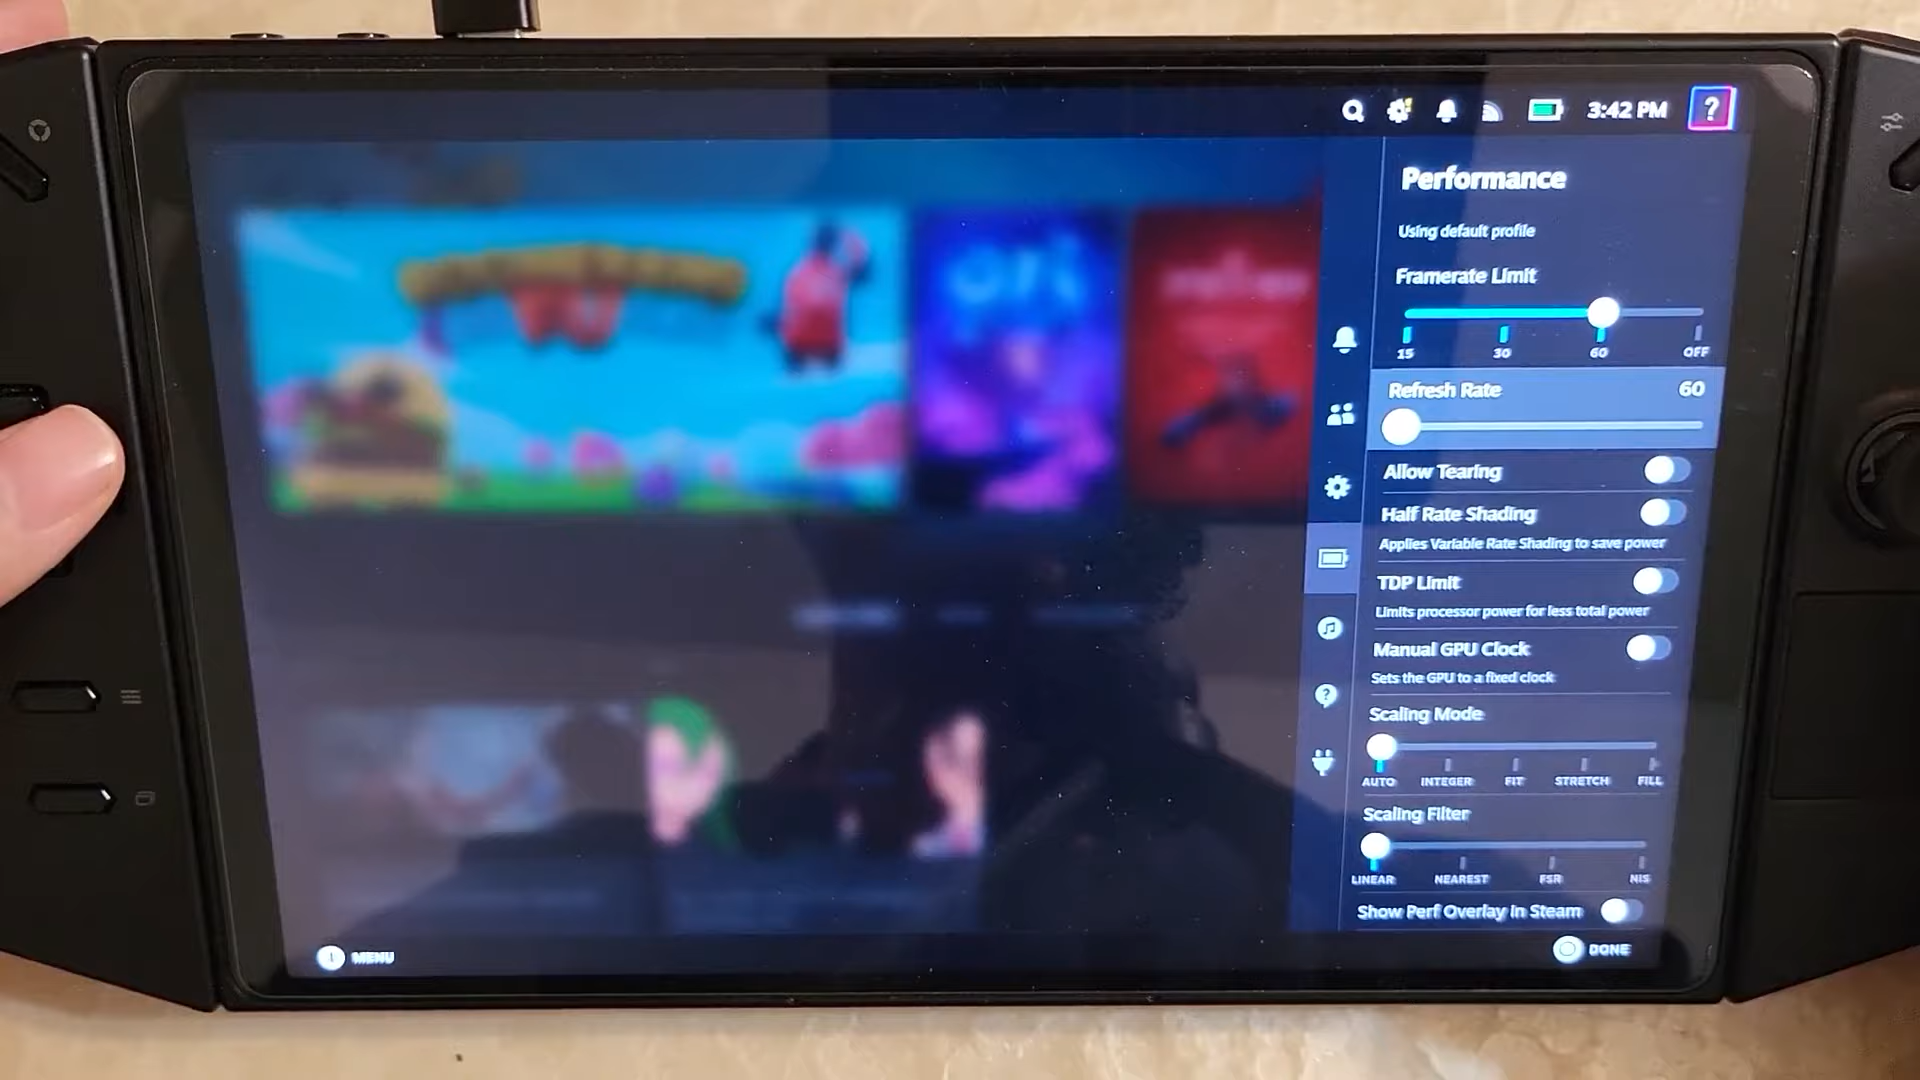 3:42 PM
?
Performance
Using default profile
Framerate Limit
15 30 60 OFF
Refresh Rate 60
Allow Tearing
Half Rate Shading
Applies Variable Rate Shading to save power
TDP Limit
Limits processor power for less total power
Manual GPU Clock
Sets the GPU to a fixed clock
Scaling Mode
AUTO INTEGER FIT STRETCH FILL
Scaling Filter
LINEAR NEAREST FSR NIS
Show Perf Overlay in Steam
MENU
DONE